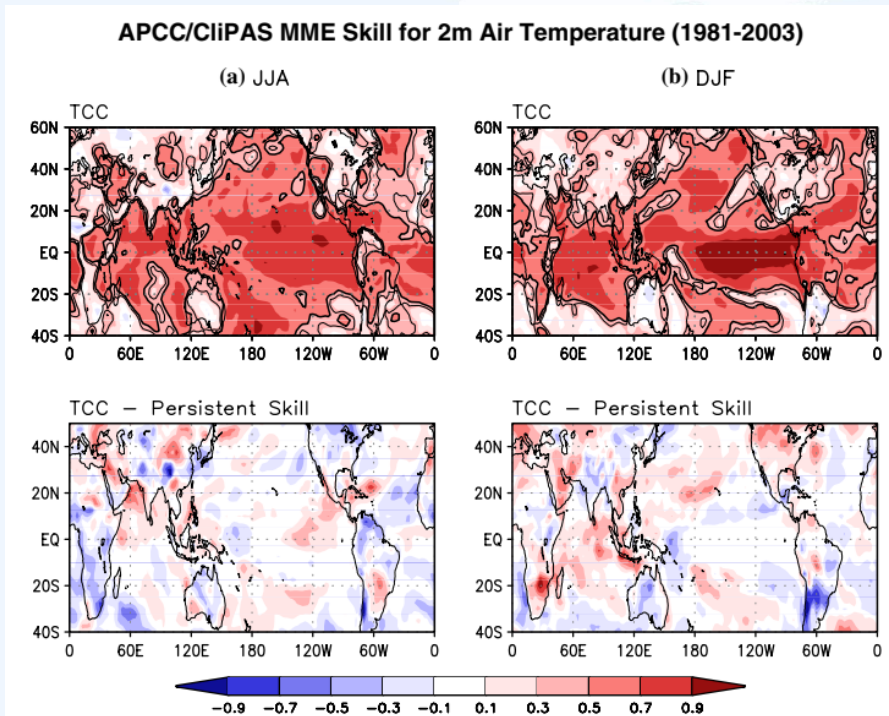 APCC/CliPAS MME Skill for 2m Air Temperature (1981-2003)
(a) JJA
(b) DJF
TCC
TCC
60N
40N
20N
EQ
20S
40S
0 60E 120E 180 120W 60W 0
60N
40N
20N
EQ
20S
40S
0 60E 120E 180 120W 60W 0
TCC – Persistent Skill
TCC – Persistent Skill
40N
20N
EQ
20S
40S
0 60E 120E 180 120W 60W 0
40N
20N
EQ
20S
40S
0 60E 120E 180 120W 60W 0
-0.9 -0.7 -0.5 -0.3 -0.1 0.1 0.3 0.5 0.7 0.9